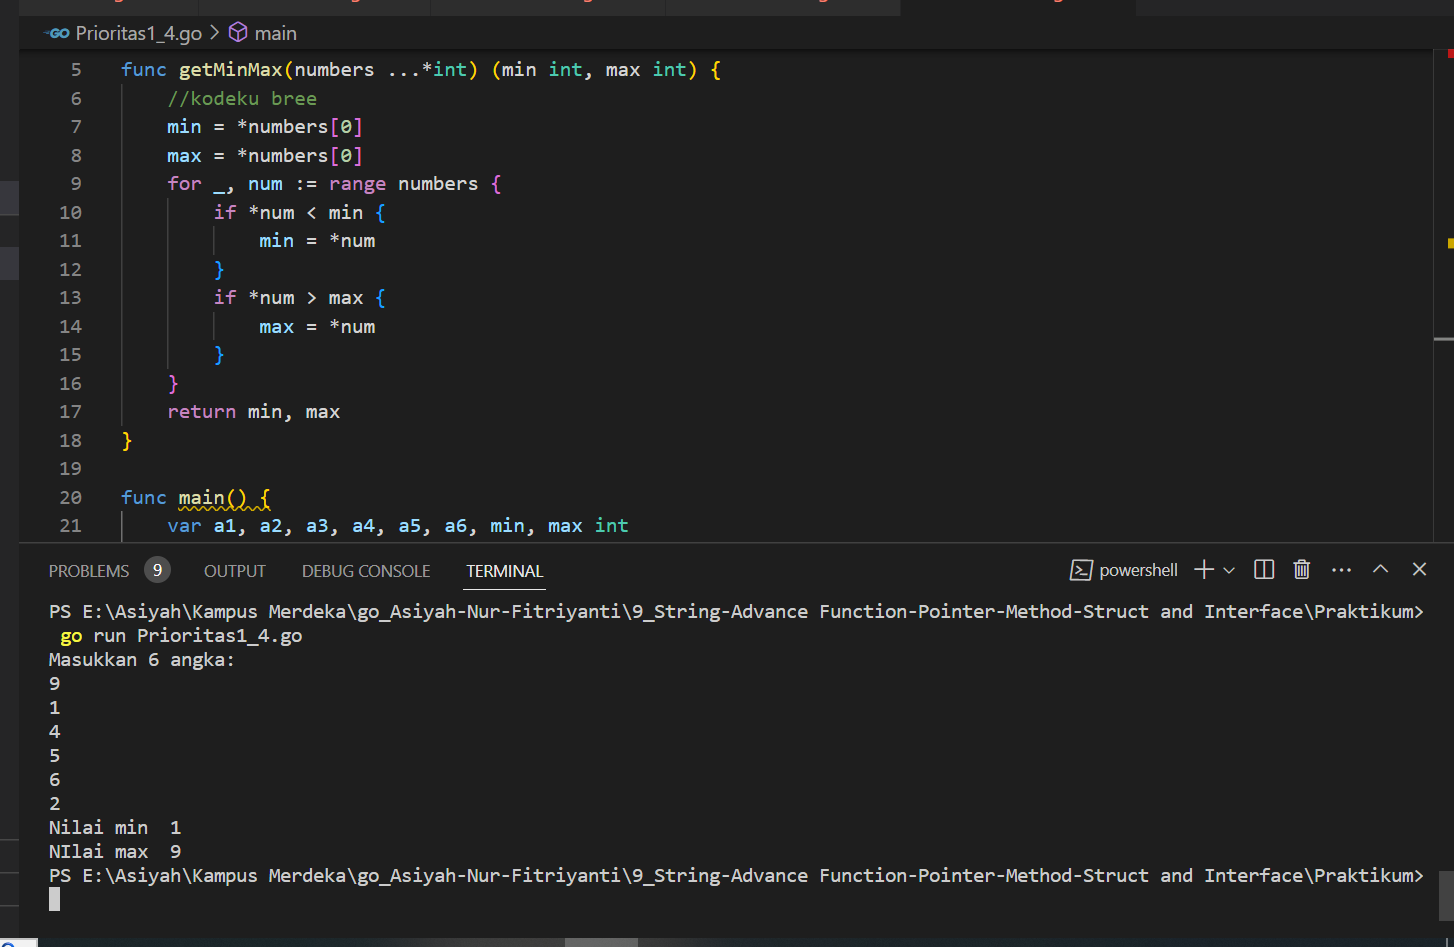 GO Prioritas1_4.go > main
5 func getMinMax(numbers ...*int) (min int, max int) {
6 //kodeku bree
7 min = *numbers[0]
8 max = *numbers[0]
9 for _, num := range numbers {
10 if *num < min {
11 min = *num
12 }
13 if *num > max {
14 max = *num
15 }
16 }
17 return min, max
18 }
19
20 func main() {
21 var a1, a2, a3, a4, a5, a6, min, max int
PROBLEMS 9 OUTPUT DEBUG CONSOLE TERMINAL powershell
PS E:\Asiyah\Kampus Merdeka\go_Asiyah-Nur-Fitriyanti\9_String-Advance Function-Pointer-Method-Struct and Interface\Praktikum>
go run Prioritas1_4.go
Masukkan 6 angka:
9
1
4
5
6
2
Nilai min  1
NIlai max  9
PS E:\Asiyah\Kampus Merdeka\go_Asiyah-Nur-Fitriyanti\9_String-Advance Function-Pointer-Method-Struct and Interface\Praktikum>